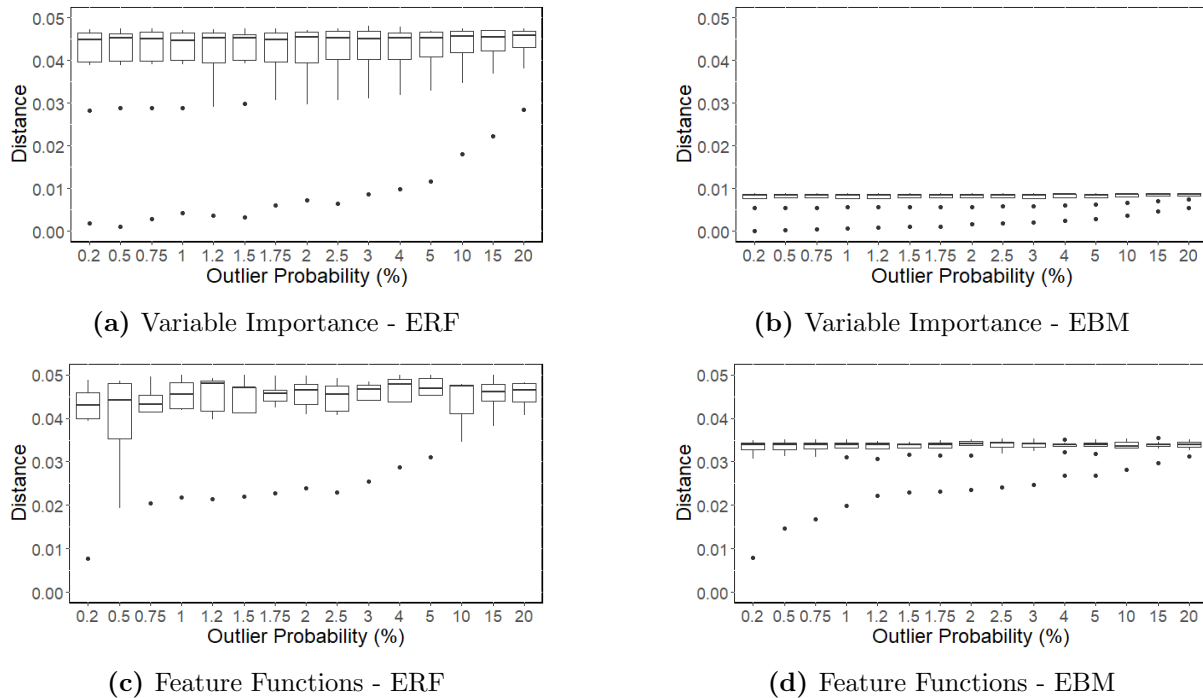 0.05
0.04
0.03
0.02
0.01
0.00
Distance
0.2 0.5 0.75 1 1.2 1.5 1.75 2 2.5 3 4 5 10 15 20
Outlier Probability (%)
(a) Variable Importance - ERF
0.05
0.04
0.03
0.02
0.01
0.00
Distance
0.2 0.5 0.75 1 1.2 1.5 1.75 2 2.5 3 4 5 10 15 20
Outlier Probability (%)
(b) Variable Importance - EBM
0.05
0.04
0.03
0.02
0.01
0.00
Distance
0.2 0.5 0.75 1 1.2 1.5 1.75 2 2.5 3 4 5 10 15 20
Outlier Probability (%)
(c) Feature Functions - ERF
0.05
0.04
0.03
0.02
0.01
0.00
Distance
0.2 0.5 0.75 1 1.2 1.5 1.75 2 2.5 3 4 5 10 15 20
Outlier Probability (%)
(d) Feature Functions - EBM